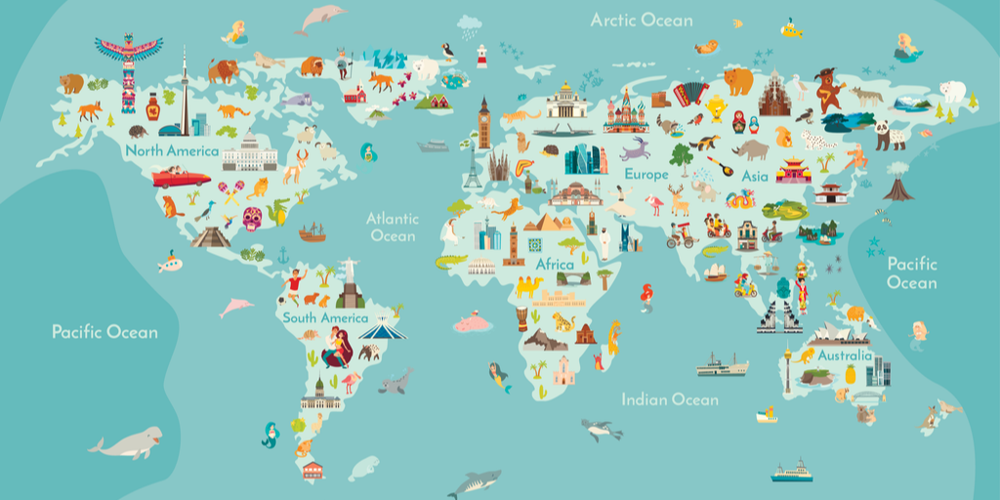 Arctic Ocean
North America
Europe
Asia
Atlantic
Ocean
Africa
Pacific
Ocean
South America
Pacific Ocean
Australia
Indian Ocean